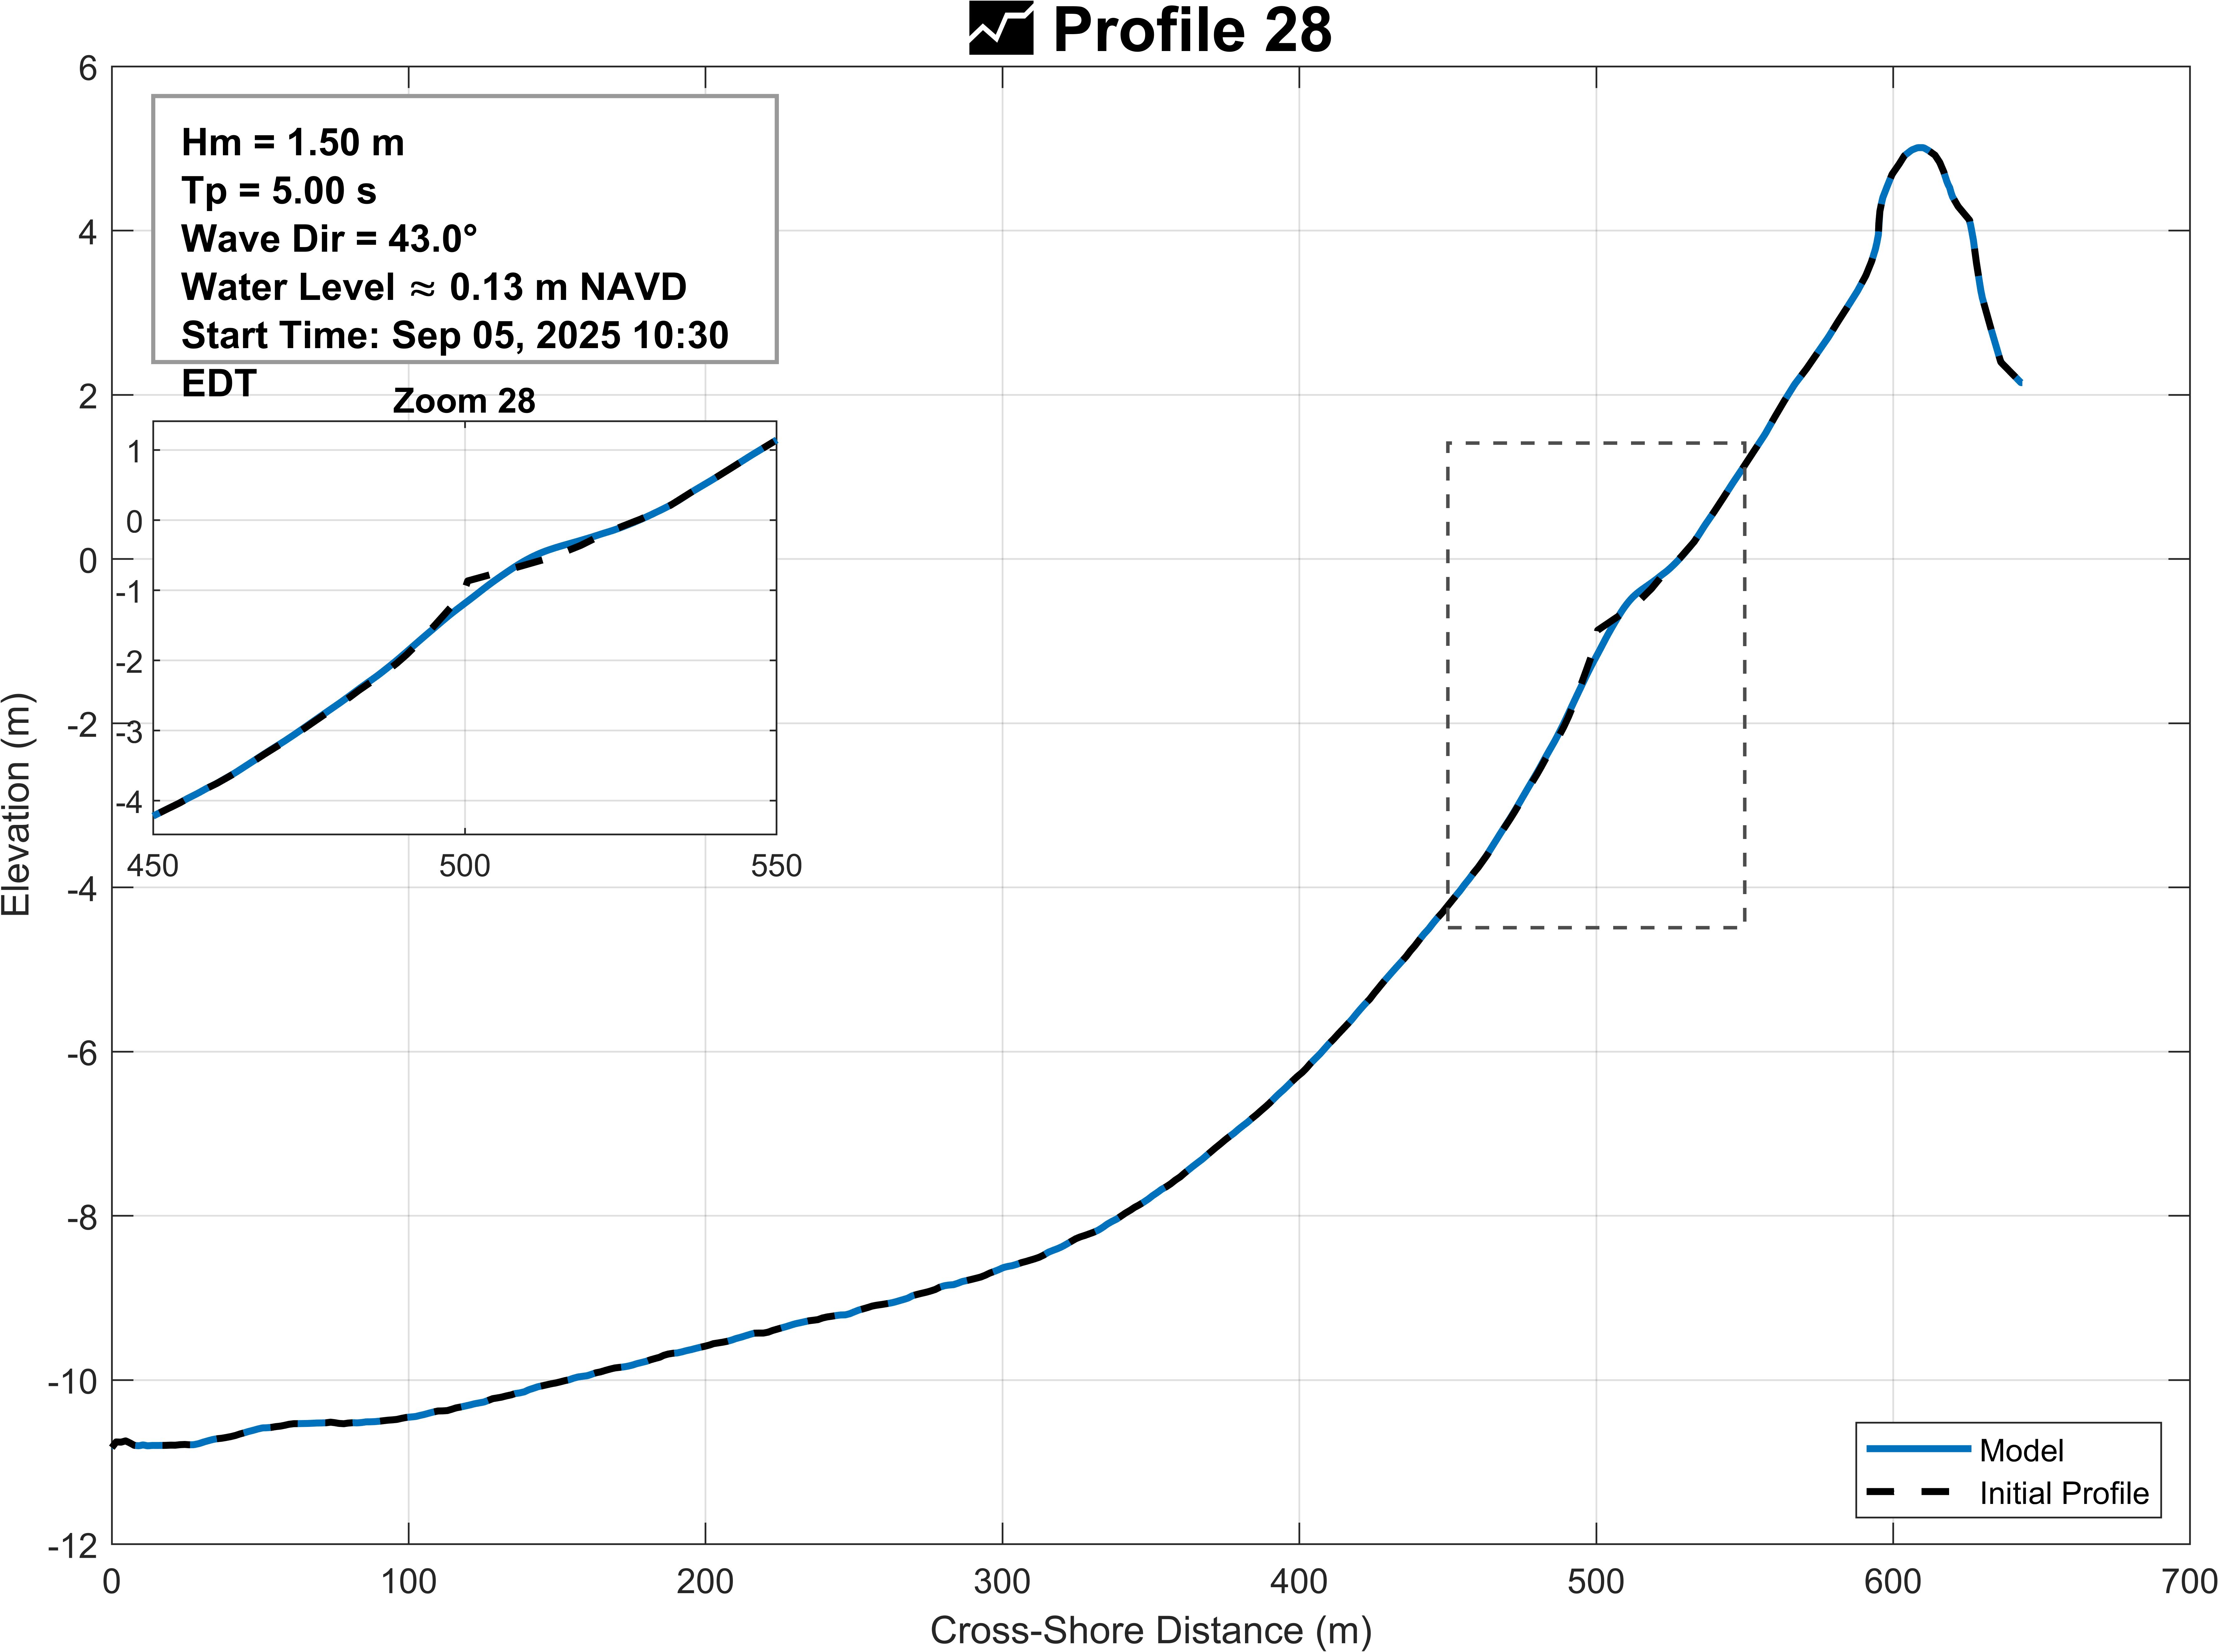 Profile 28
6
4
2
0
-2
-4
-6
-8
-10
-12
Elevation (m)
Hm = 1.50 m
Tp = 5.00 s
Wave Dir = 43.0°
Water Level ≈ 0.13 m NAVD
Start Time: Sep 05, 2025 10:30
EDT
Zoom 28
1
0
-1
-2
-3
-4
450 500 550
Model
Initial Profile
0 100 200 300 400 500 600 700
Cross-Shore Distance (m)